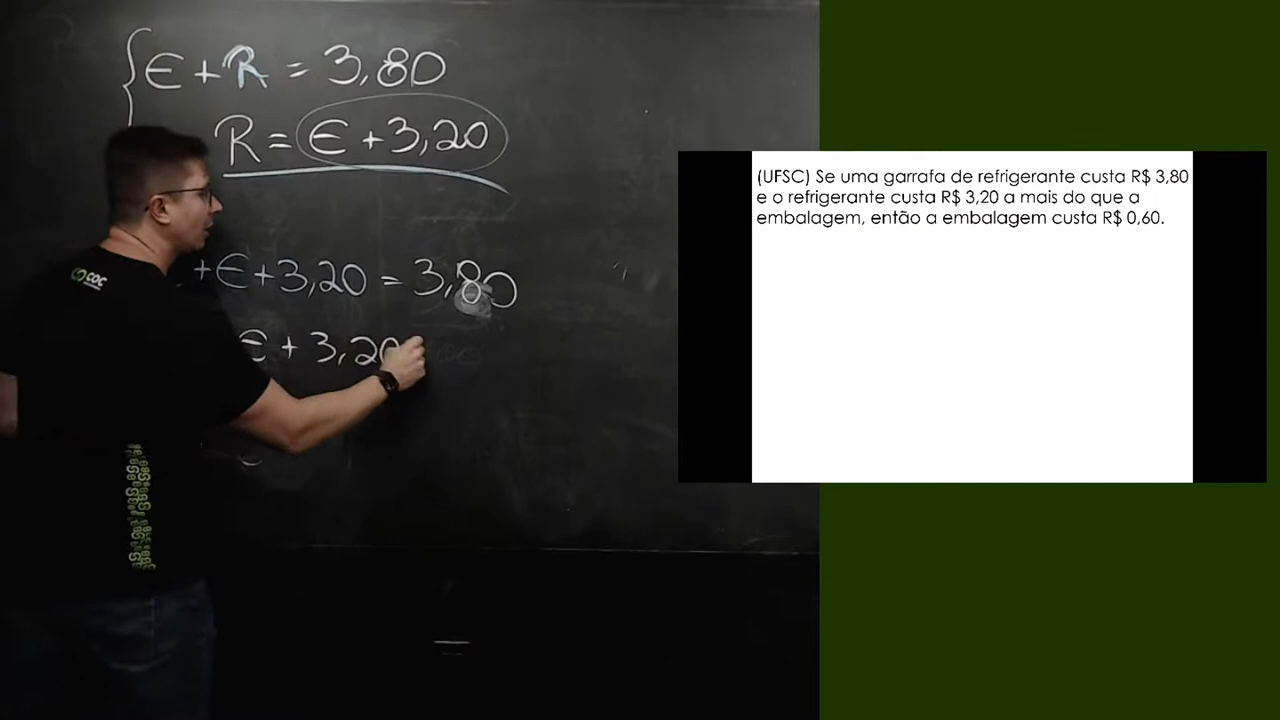 E + R = 3,80
R = E + 3,20
+ E + 3,20 = 3,80
E + 3,20
COC
(UFSC) Se uma garrafa de refrigerante custa R$ 3,80
e o refrigerante custa R$ 3,20 a mais do que a
embalagem, então a embalagem custa R$ 0,60.